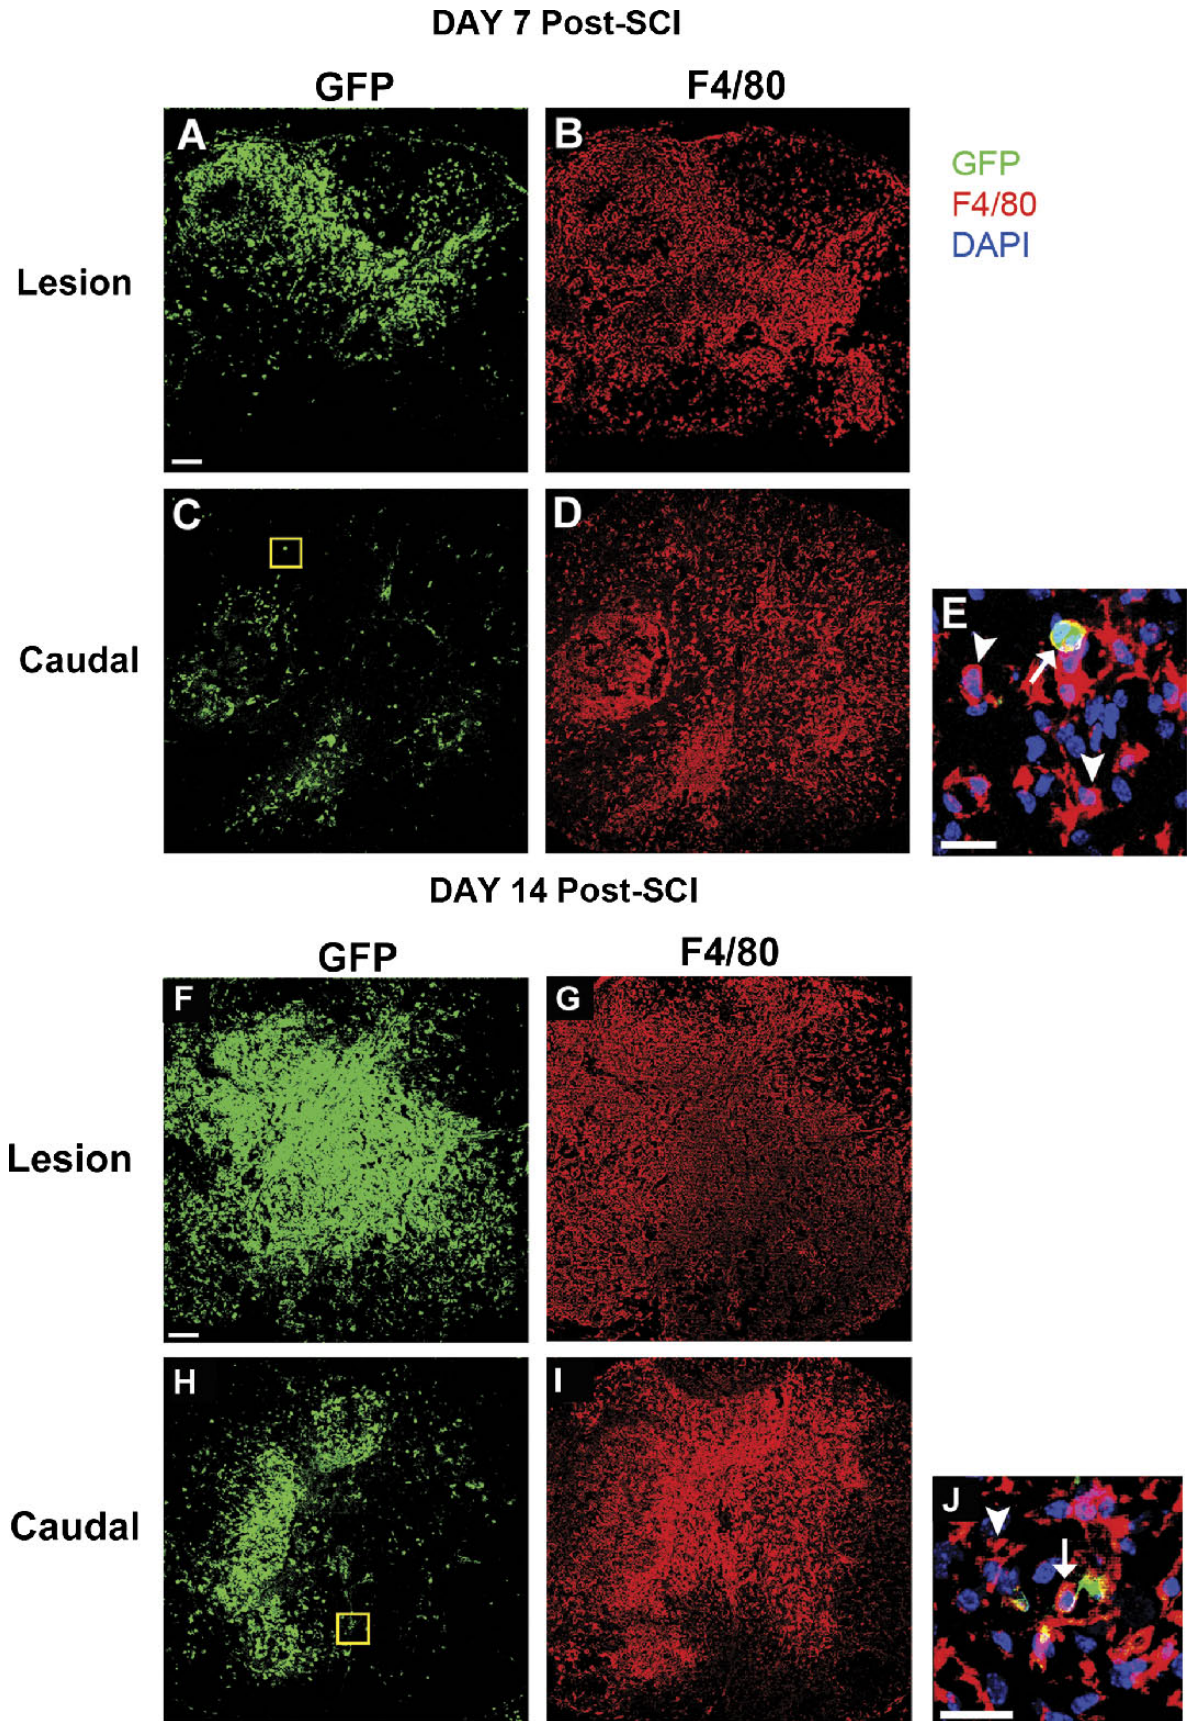 DAY 7 Post-SCI
GFP F4/80
A B
GFP
F4/80
DAPI
Lesion
C D
E
Caudal
DAY 14 Post-SCI
GFP F4/80
F G
Lesion
H I
J
Caudal